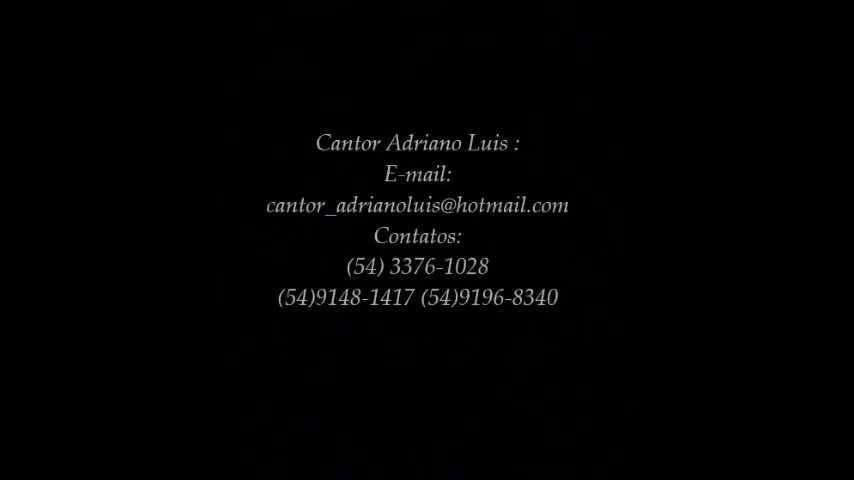 Cantor Adriano Luis :
E-mail:
cantor_adrianoluis@hotmail.com
Contatos:
(54) 3376-1028
(54)9148-1417 (54)9196-8340